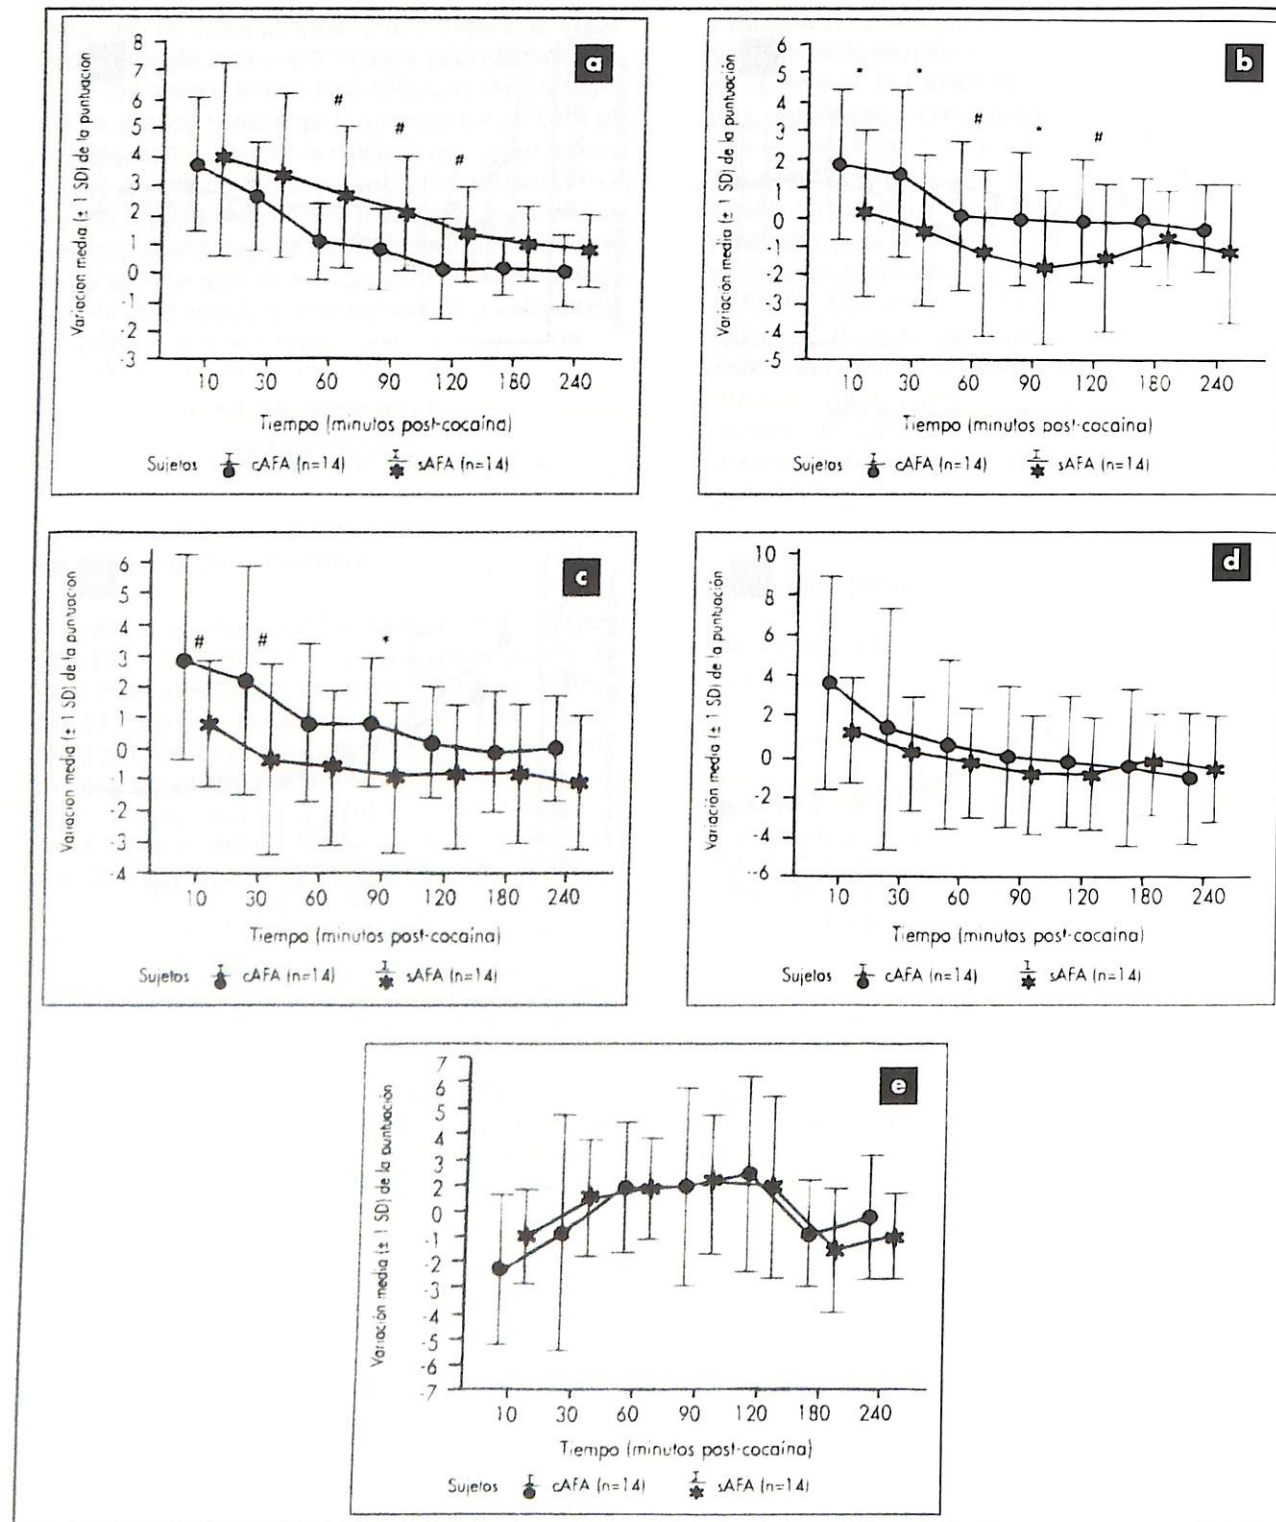 a
Variación media (± 1 SD) de la puntuación
8
7
6
5
4
3
2
1
0
-1
-2
-3
# # #
10 30 60 90 120 180 240
Tiempo (minutos post-cocaína)
Sujetos cAFA (n=14) sAFA (n=14)
b
Variación media (± 1 SD) de la puntuación
6
5
4
3
2
1
0
-1
-2
-3
-4
-5
* * # * #
10 30 60 90 120 180 240
Tiempo (minutos post-cocaína)
Sujetos cAFA (n=14) sAFA (n=14)
c
Variación media (± 1 SD) de la puntuación
6
5
4
3
2
1
0
-1
-2
-3
-4
# # *
10 30 60 90 120 180 240
Tiempo (minutos post-cocaína)
Sujetos cAFA (n=14) sAFA (n=14)
d
Variación media (± 1 SD) de la puntuación
10
8
6
4
2
0
-2
-4
-6
10 30 60 90 120 180 240
Tiempo (minutos post-cocaína)
Sujetos cAFA (n=14) sAFA (n=14)
e
Variación media (± 1 SD) de la puntuación
7
6
5
4
3
2
1
0
-1
-2
-3
-4
-5
-6
-7
10 30 60 90 120 180 240
Tiempo (minutos post-cocaína)
Sujetos cAFA (n=14) sAFA (n=14)